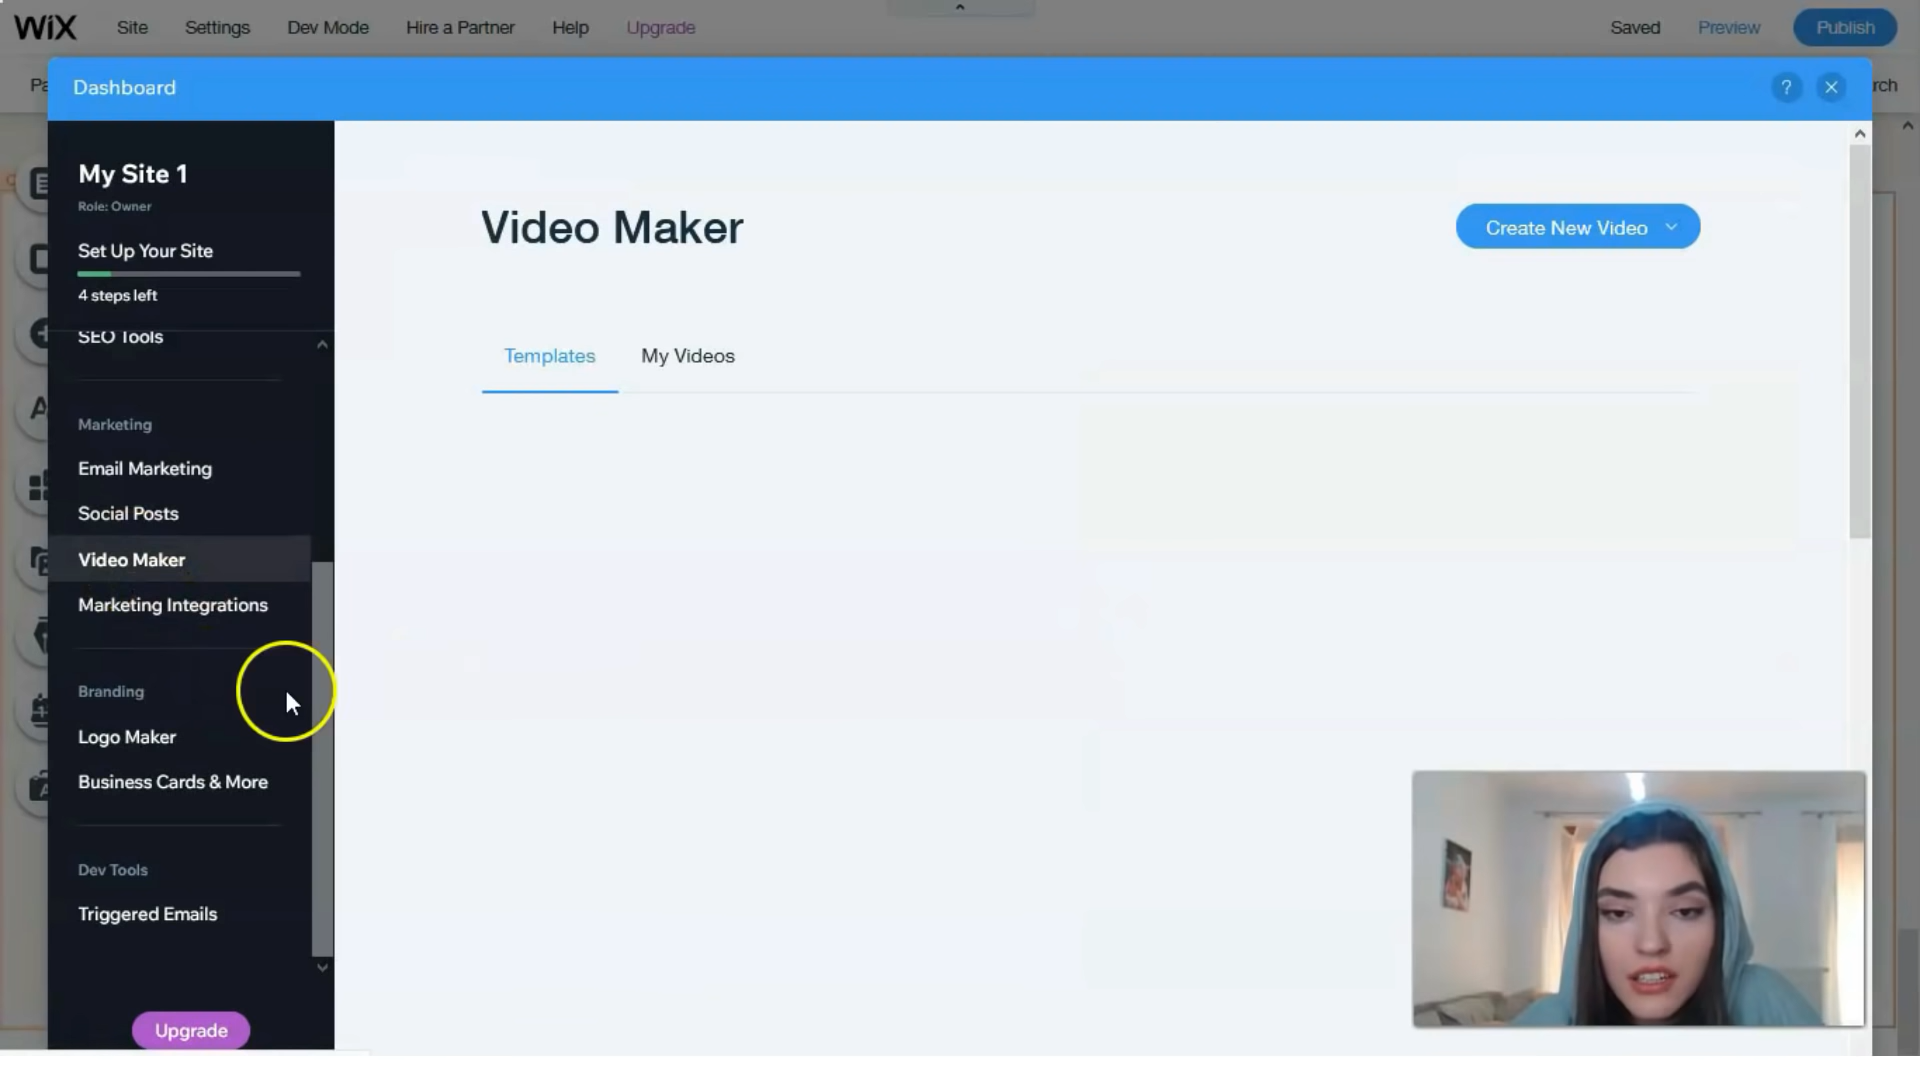 WiX Site Settings Dev Mode Hire a Partner Help Upgrade Saved Preview Publish
Pa rch
Dashboard ?
My Site 1
Role: Owner
Set Up Your Site
4 steps left
SEO Tools
Marketing
Email Marketing
Social Posts
Video Maker
Marketing Integrations
Branding
Logo Maker
Business Cards & More
Dev Tools
Triggered Emails
Upgrade
Video Maker
Create New Video
Templates My Videos